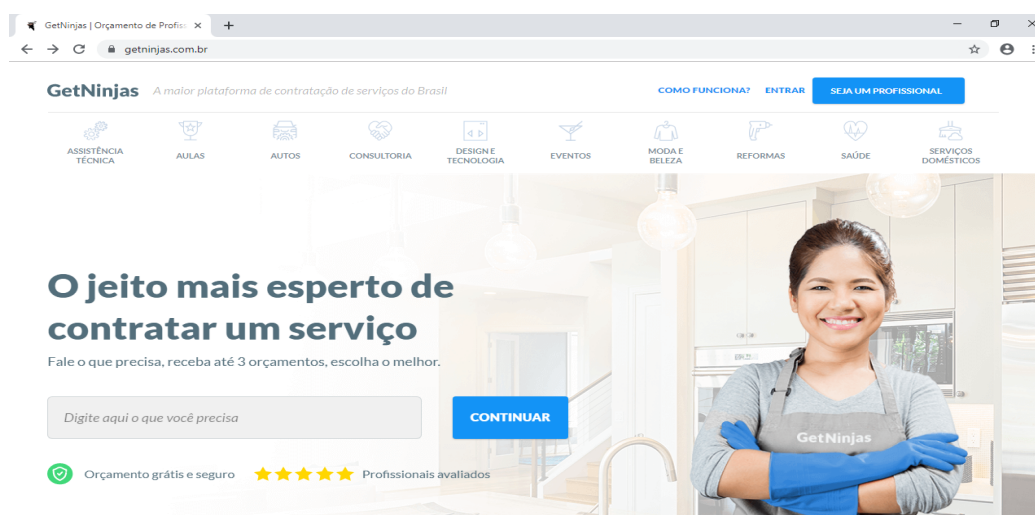 GetNinjas | Orçamento de Profis
getninjas.com.br
GetNinjas A maior plataforma de contratação de serviços do Brasil COMO FUNCIONA? ENTRAR SEJA UM PROFISSIONAL
ASSISTÊNCIA
TÉCNICA
AULAS
AUTOS
CONSULTORIA
DESIGN E
TECNOLOGIA
EVENTOS
MODA E
BELEZA
REFORMAS
SAÚDE
SERVIÇOS
DOMÉSTICOS
O jeito mais esperto de
contratar um serviço
Fale o que precisa, receba até 3 orçamentos, escolha o melhor.
Digite aqui o que você precisa
CONTINUAR
GetNinjas
Orçamento grátis e seguro
Profissionais avaliados